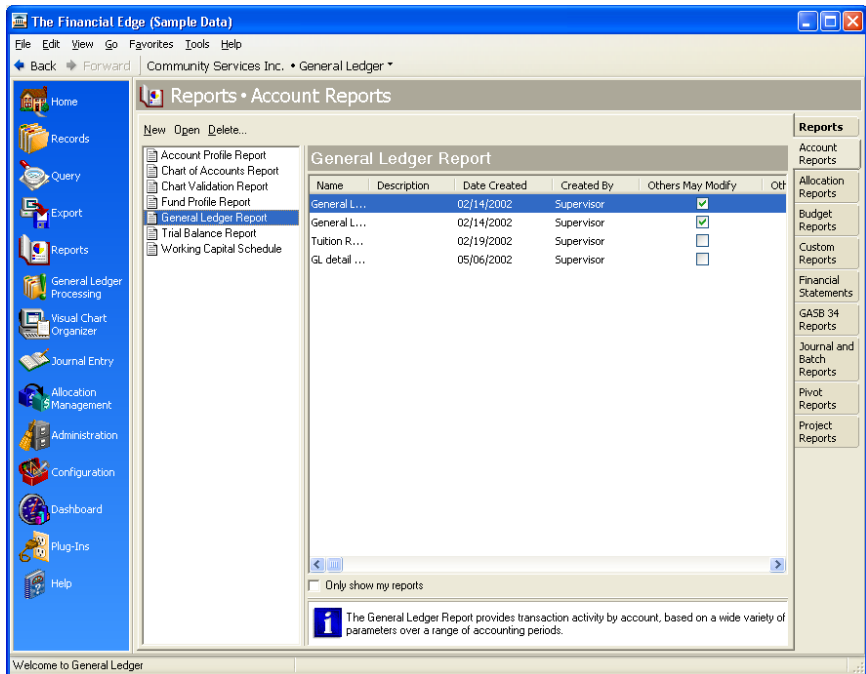 The Financial Edge (Sample Data)
File Edit View Go Favorites Tools Help
Back Forward Community Services Inc. • General Ledger
Home
Records
Query
Export
Reports
General Ledger
Processing
Visual Chart
Organizer
Journal Entry
Allocation
Management
Administration
Configuration
Dashboard
Plug-Ins
Help
Reports • Account Reports
New Open Delete...
Account Profile Report
Chart of Accounts Report
Chart Validation Report
Fund Profile Report
General Ledger Report
Trial Balance Report
Working Capital Schedule
General Ledger Report
Name Description Date Created Created By Others May Modify Oth
General L... 02/14/2002 Supervisor
General L... 02/14/2002 Supervisor
Tuition R... 02/19/2002 Supervisor
GL detail ... 05/06/2002 Supervisor
Only show my reports
The General Ledger Report provides transaction activity by account, based on a wide variety of
parameters over a range of accounting periods.
Reports
Account
Reports
Allocation
Reports
Budget
Reports
Custom
Reports
Financial
Statements
GASB 34
Reports
Journal and
Batch
Reports
Pivot
Reports
Project
Reports
Welcome to General Ledger